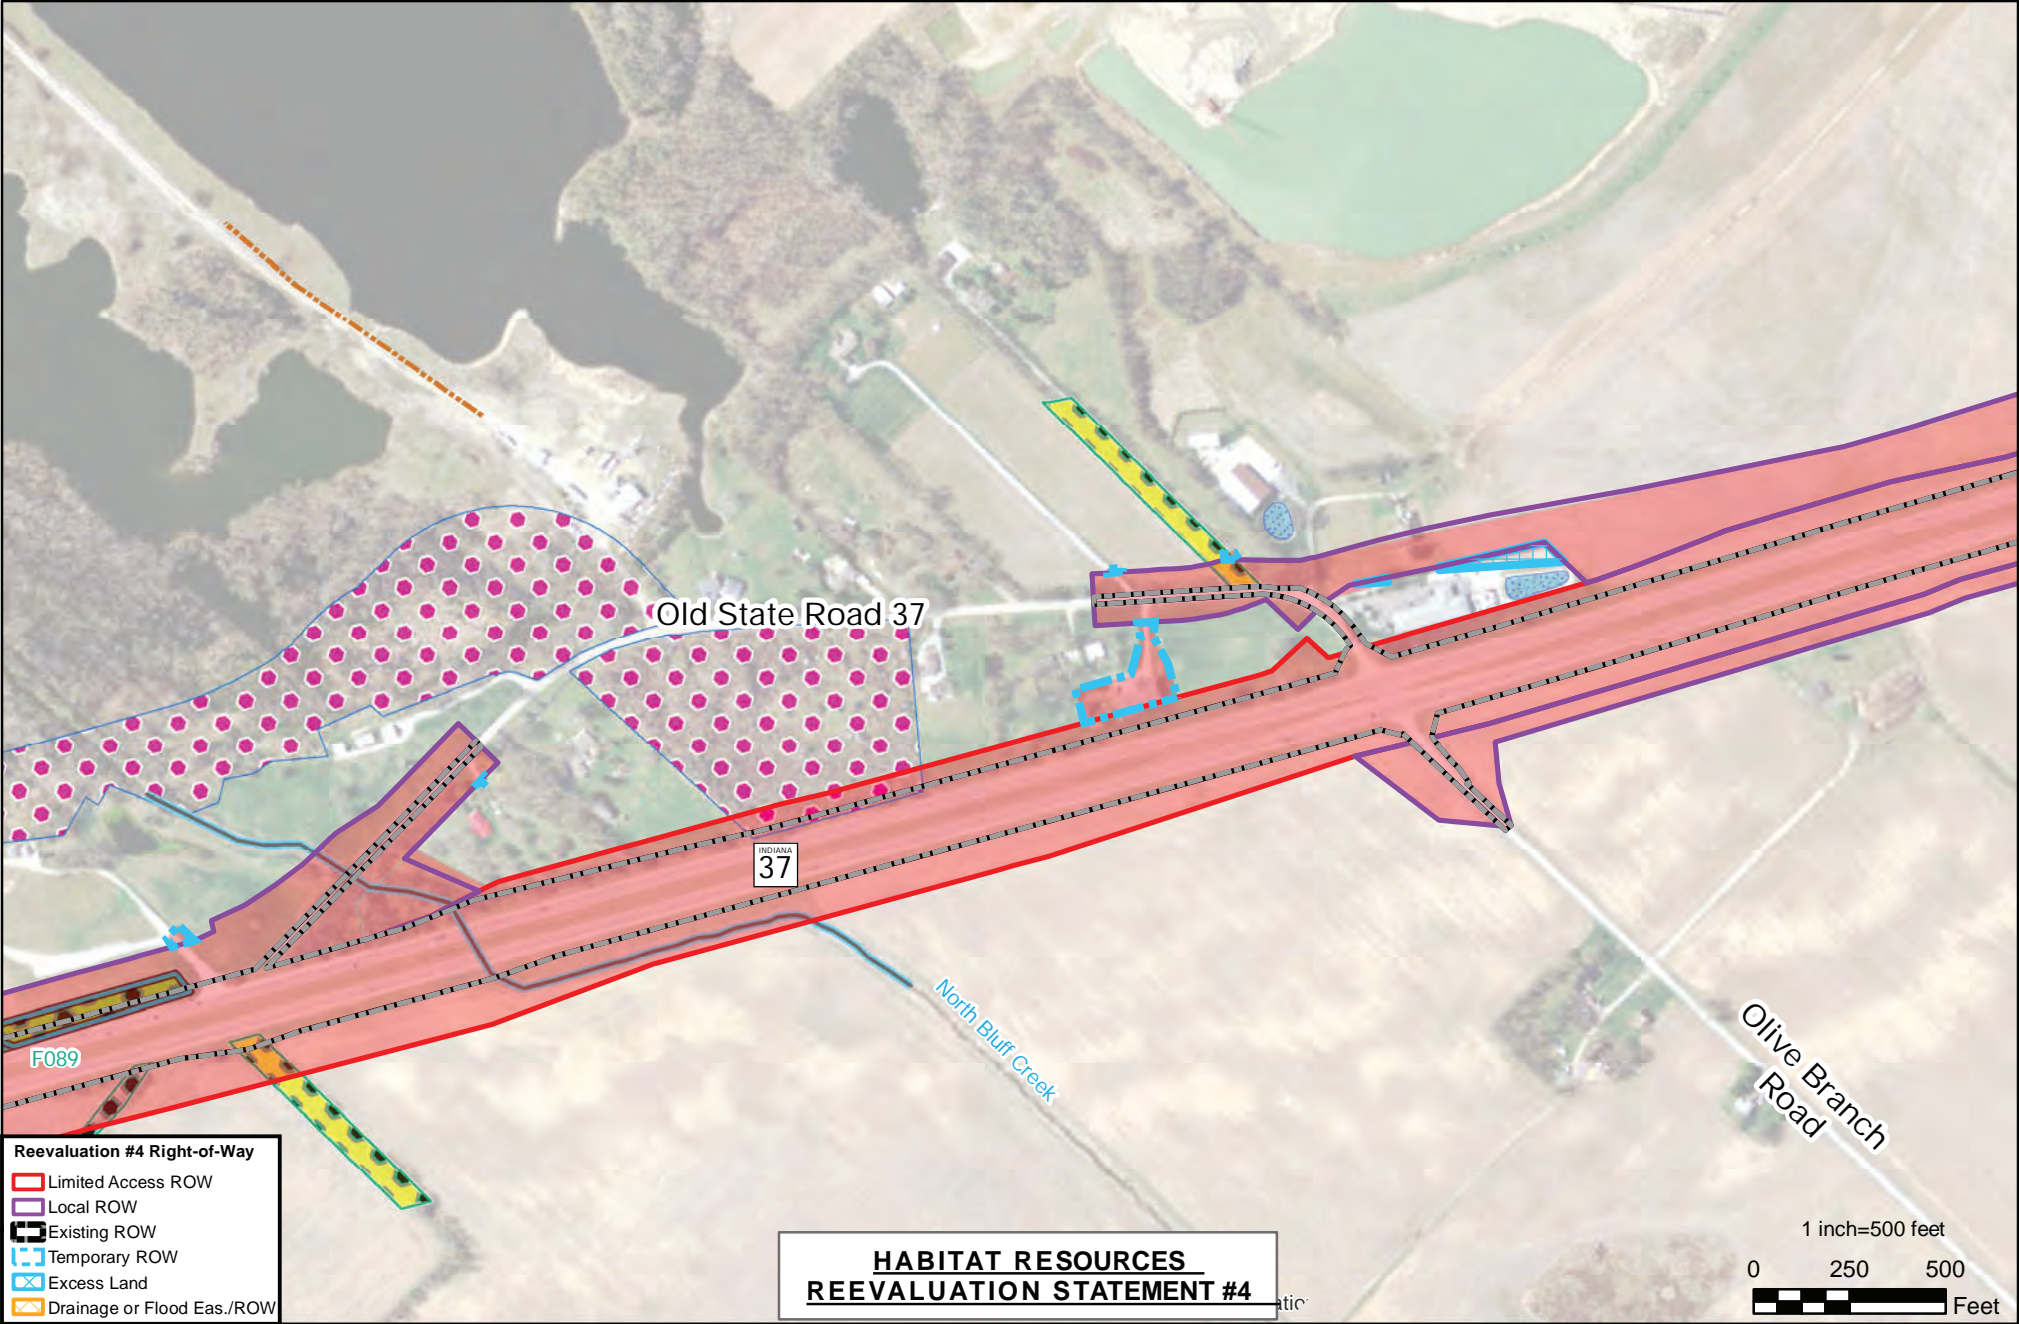 Old State Road 37
INDIANA
37
North Bluff Creek
Olive Branch
Road
F089
Reevaluation #4 Right-of-Way
Limited Access ROW
Local ROW
Existing ROW
Temporary ROW
Excess Land
Drainage or Flood Eas./ROW
HABITAT RESOURCES
REEVALUATION STATEMENT #4
1 inch=500 feet
0 250 500
Feet